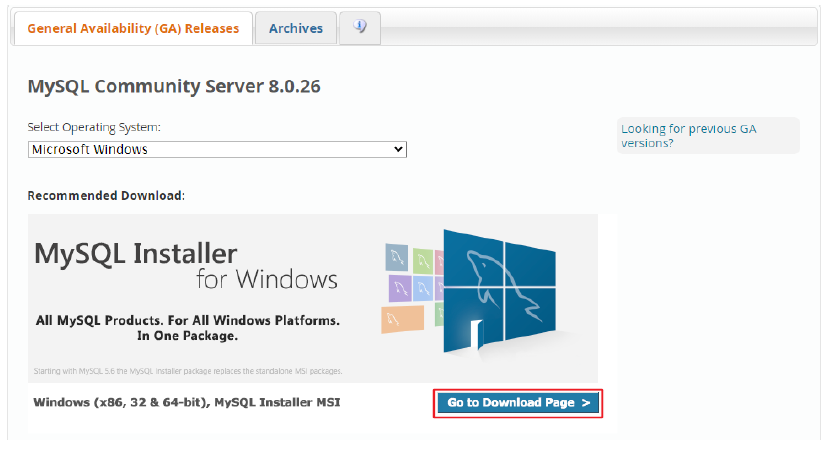 General Availability (GA) Releases
Archives
MySQL Community Server 8.0.26
Select Operating System:
Microsoft Windows
Looking for previous GA
versions?
Recommended Download:
MySQL Installer
for Windows
All MySQL Products. For All Windows Platforms.
In One Package.
Starting with MySQL 5.6 the MySQL Installer package replaces the standalone MSI packages.
Windows (x86, 32 & 64-bit), MySQL Installer MSI
Go to Download Page >